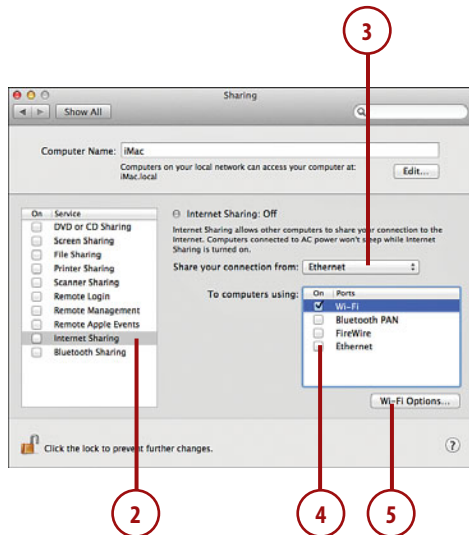 3
Sharing
Show All
Computer Name: iMac
Computers on your local network can access your computer at:
iMac.local
Edit...
On Service
DVD or CD Sharing
Screen Sharing
File Sharing
Printer Sharing
Scanner Sharing
Remote Login
Remote Management
Remote Apple Events
Internet Sharing
Bluetooth Sharing
Internet Sharing: Off
Internet Sharing allows other computers to share your connection to the
Internet. Computers connected to AC power won't sleep while Internet
Sharing is turned on.
Share your connection from: Ethernet
To computers using:
On Ports
Wi-Fi
Bluetooth PAN
FireWire
Ethernet
Wi-Fi Options...
Click the lock to prevent further changes.
?
2
4
5